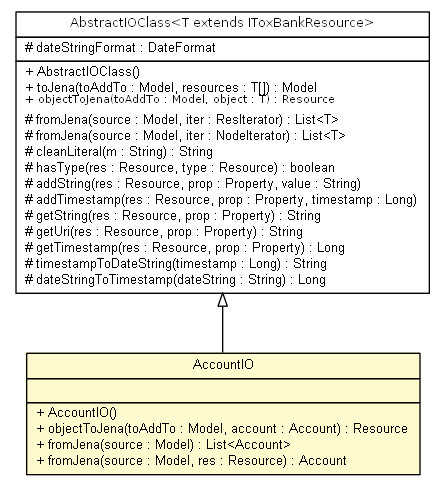 AbstractIOClass<T extends IToxBankResource>
# dateStringFormat : DateFormat
+ AbstractIOClass()
+ toJena(toAddTo : Model, resources : T[]) : Model
+ objectToJena(toAddTo : Model, object : T) : Resource
# fromJena(source : Model, iter : ResIterator) : List<T>
# fromJena(source : Model, iter : NodeIterator) : List<T>
# cleanLiteral(m : String) : String
# hasType(res : Resource, type : Resource) : boolean
# addString(res : Resource, prop : Property, value : String)
# addTimestamp(res : Resource, prop : Property, timestamp : Long)
# getString(res : Resource, prop : Property) : String
# getUri(res : Resource, prop : Property) : String
# getTimestamp(res : Resource, prop : Property) : Long
# timestampToDateString(timestamp : Long) : String
# dateStringToTimestamp(dateString : String) : Long
AccountIO
+ AccountIO()
+ objectToJena(toAddTo : Model, account : Account) : Resource
+ fromJena(source : Model) : List<Account>
+ fromJena(source : Model, res : Resource) : Account